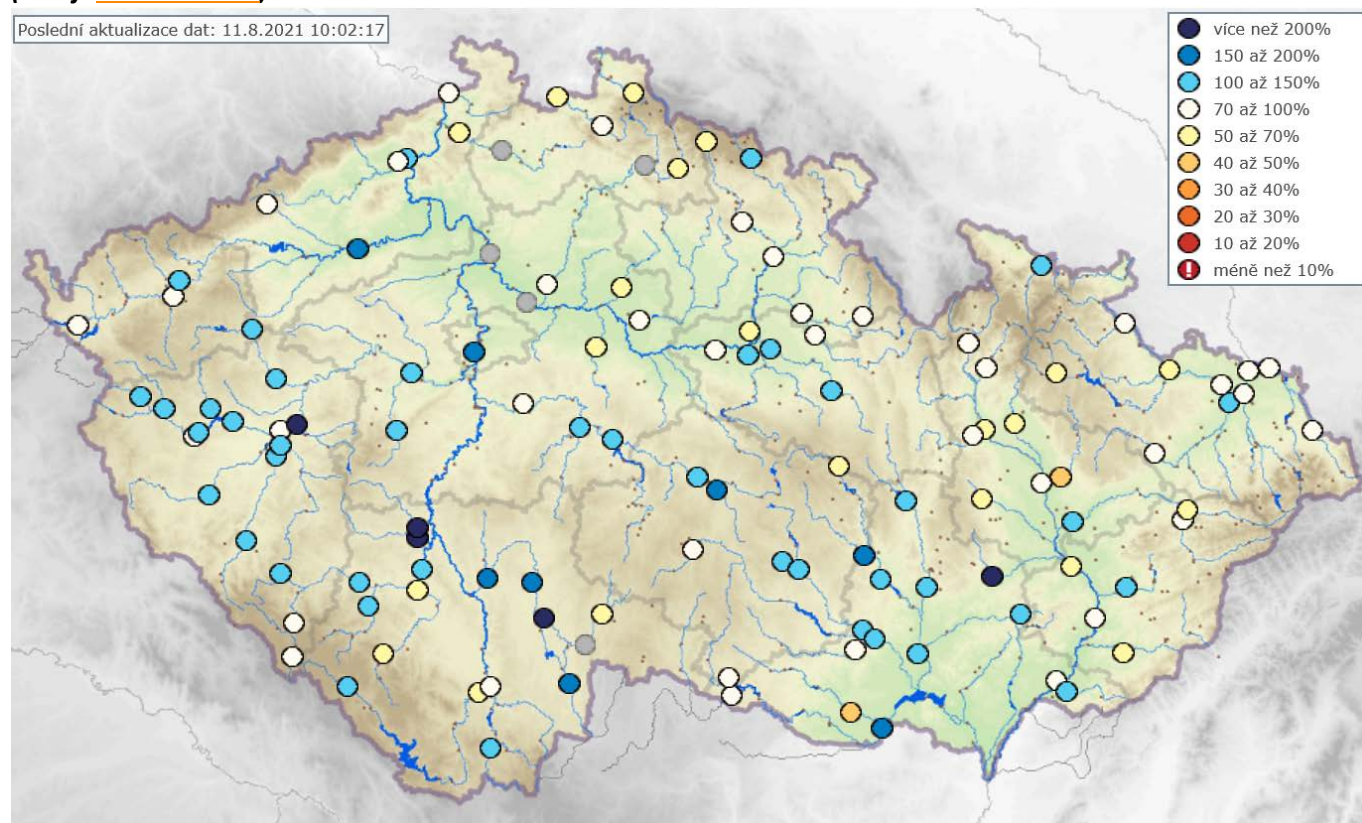 Poslední aktualizace dat: 11.8.2021 10:02:17
více než 200%
150 až 200%
100 až 150%
70 až 100%
50 až 70%
40 až 50%
30 až 40%
20 až 30%
10 až 20%
méně než 10%